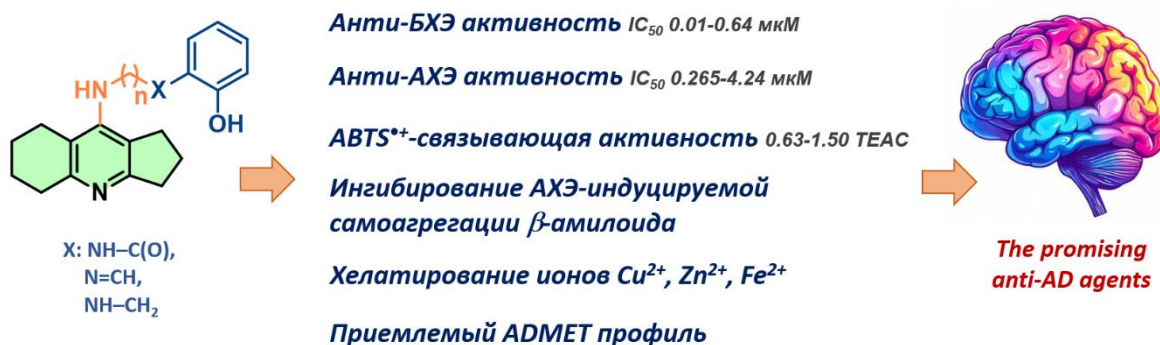 HN
n
X
OH
N
X: NH–C(O),
N=CH,
NH–CH₂
Анти-БХЭ активность IC₅₀ 0.01-0.64 мкМ
Анти-АХЭ активность IC₅₀ 0.265-4.24 мкМ
ABTS•⁺-связывающая активность 0.63-1.50 TEAC
Ингибирование АХЭ-индуцируемой
самоагрегации β-амилоида
Хелатирование ионов Cu²⁺, Zn²⁺, Fe²⁺
Приемлемый ADMET профиль
The promising
anti-AD agents